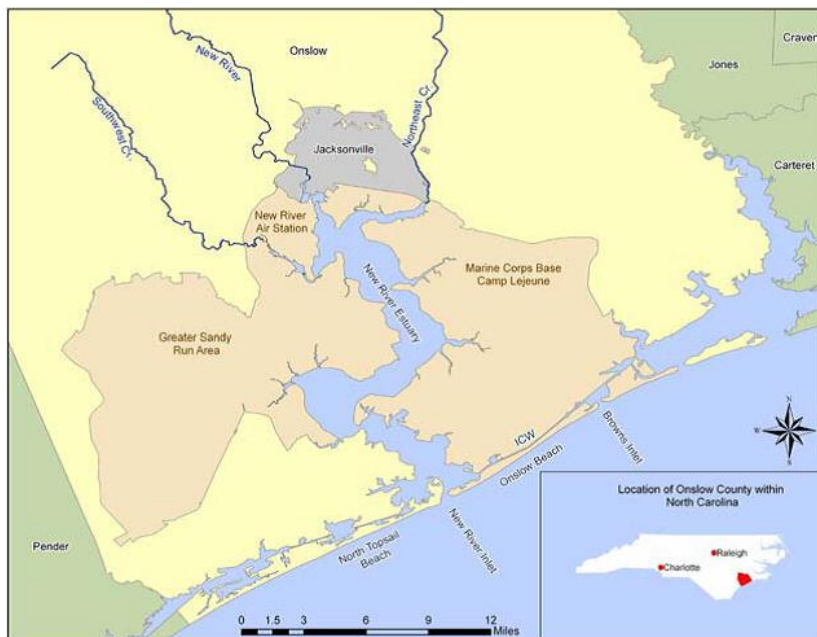 Onslow
Craven
Jones
New River
Southwest Cr.
Northeast Cr.
Jacksonville
Carteret
New River
Air Station
Marine Corps Base
Camp Lejeune
New River Estuary
Greater Sandy
Run Area
ICW
Onslow Beach
Browns Inlet
N
W
E
S
Location of Onslow County within
North Carolina
Raleigh
Charlotte
New River Inlet
North Topsail
Beach
Pender
0 1.5 3 6 9 12
Miles